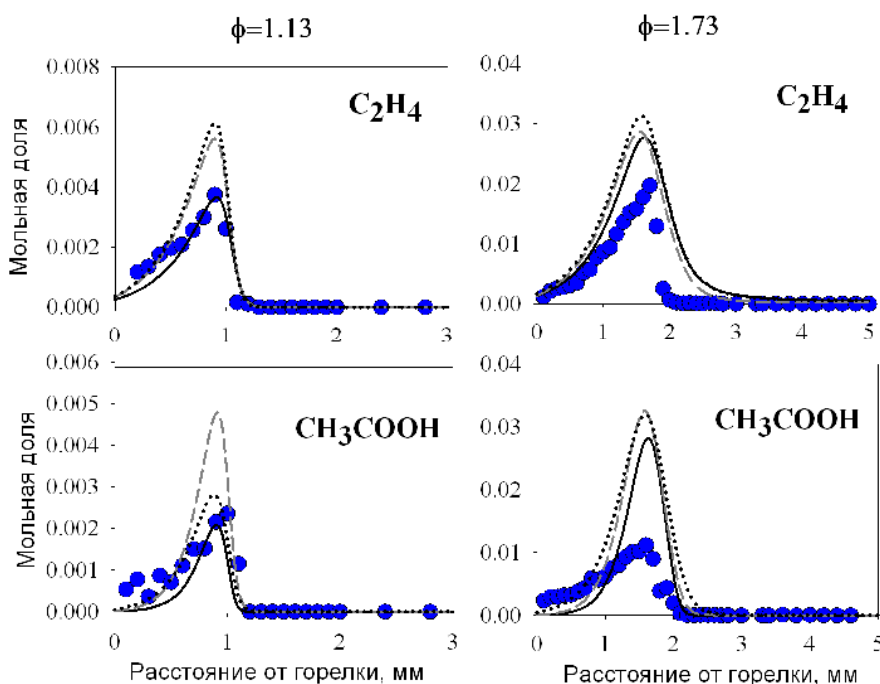 ϕ=1.13
ϕ=1.73
Мольная доля
0.008
0.006
0.004
0.002
0.000
C₂H₄
0 1 2 3
0.04
0.03
0.02
0.01
0.00
C₂H₄
0 1 2 3 4 5
Мольная доля
0.006
0.005
0.004
0.003
0.002
0.001
0.000
CH₃COOH
0 1 2 3
Расстояние от горелки, мм
0.04
0.03
0.02
0.01
0.00
CH₃COOH
0 1 2 3 4 5
Расстояние от горелки, мм